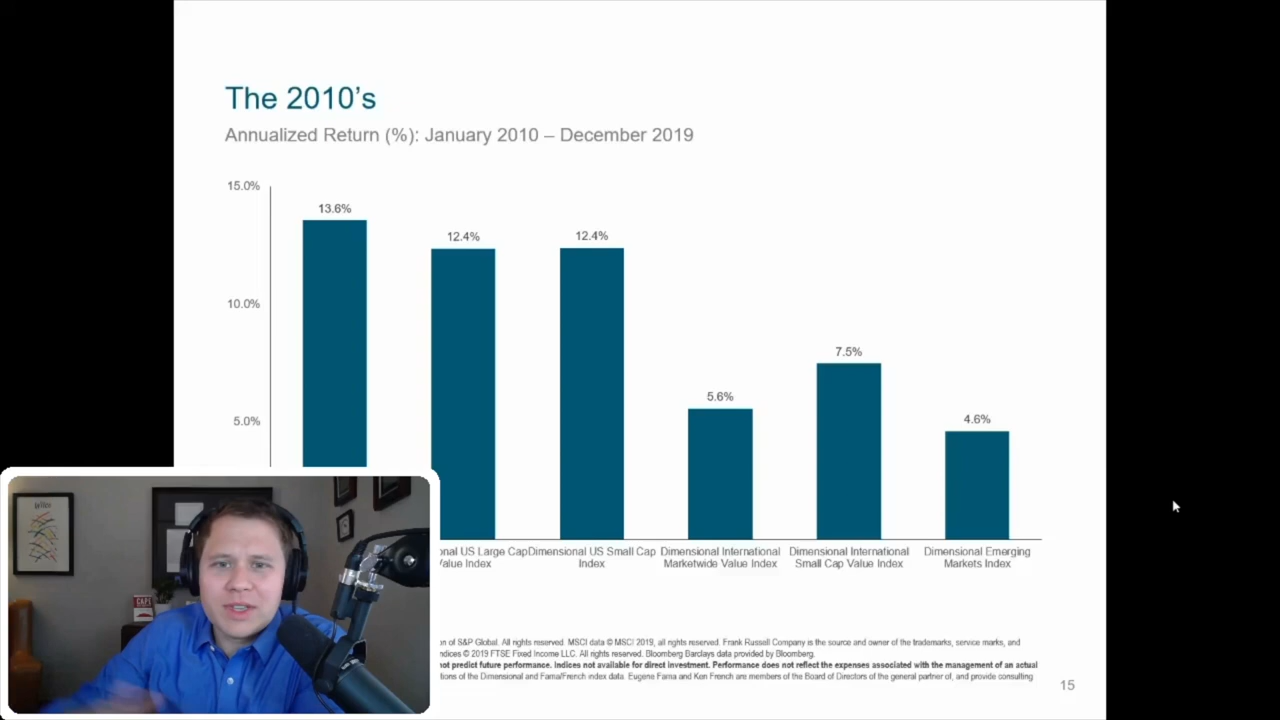 The 2010's
Annualized Return (%): January 2010 – December 2019
15.0%
10.0%
5.0%
13.6%
12.4%
12.4%
5.6%
7.5%
4.6%
onal US Large Cap
Value Index
Dimensional US Small Cap
Index
Dimensional International
Marketwide Value Index
Dimensional International
Small Cap Value Index
Dimensional Emerging
Markets Index
on of S&P Global. All rights reserved. MSCI data © MSCI 2019, all rights reserved. Frank Russell Company is the source and owner of the trademarks, service marks, and
ndices © 2019 FTSE Fixed Income LLC. All rights reserved. Bloomberg Barclays data provided by Bloomberg.
not predict future performance. Indices not available for direct investment. Performance does not reflect the expenses associated with the management of an actual
tions of the Dimensional and Fama/French index data. Eugene Fama and Ken French are members of the Board of Directors of the general partner of, and provide consulting
15